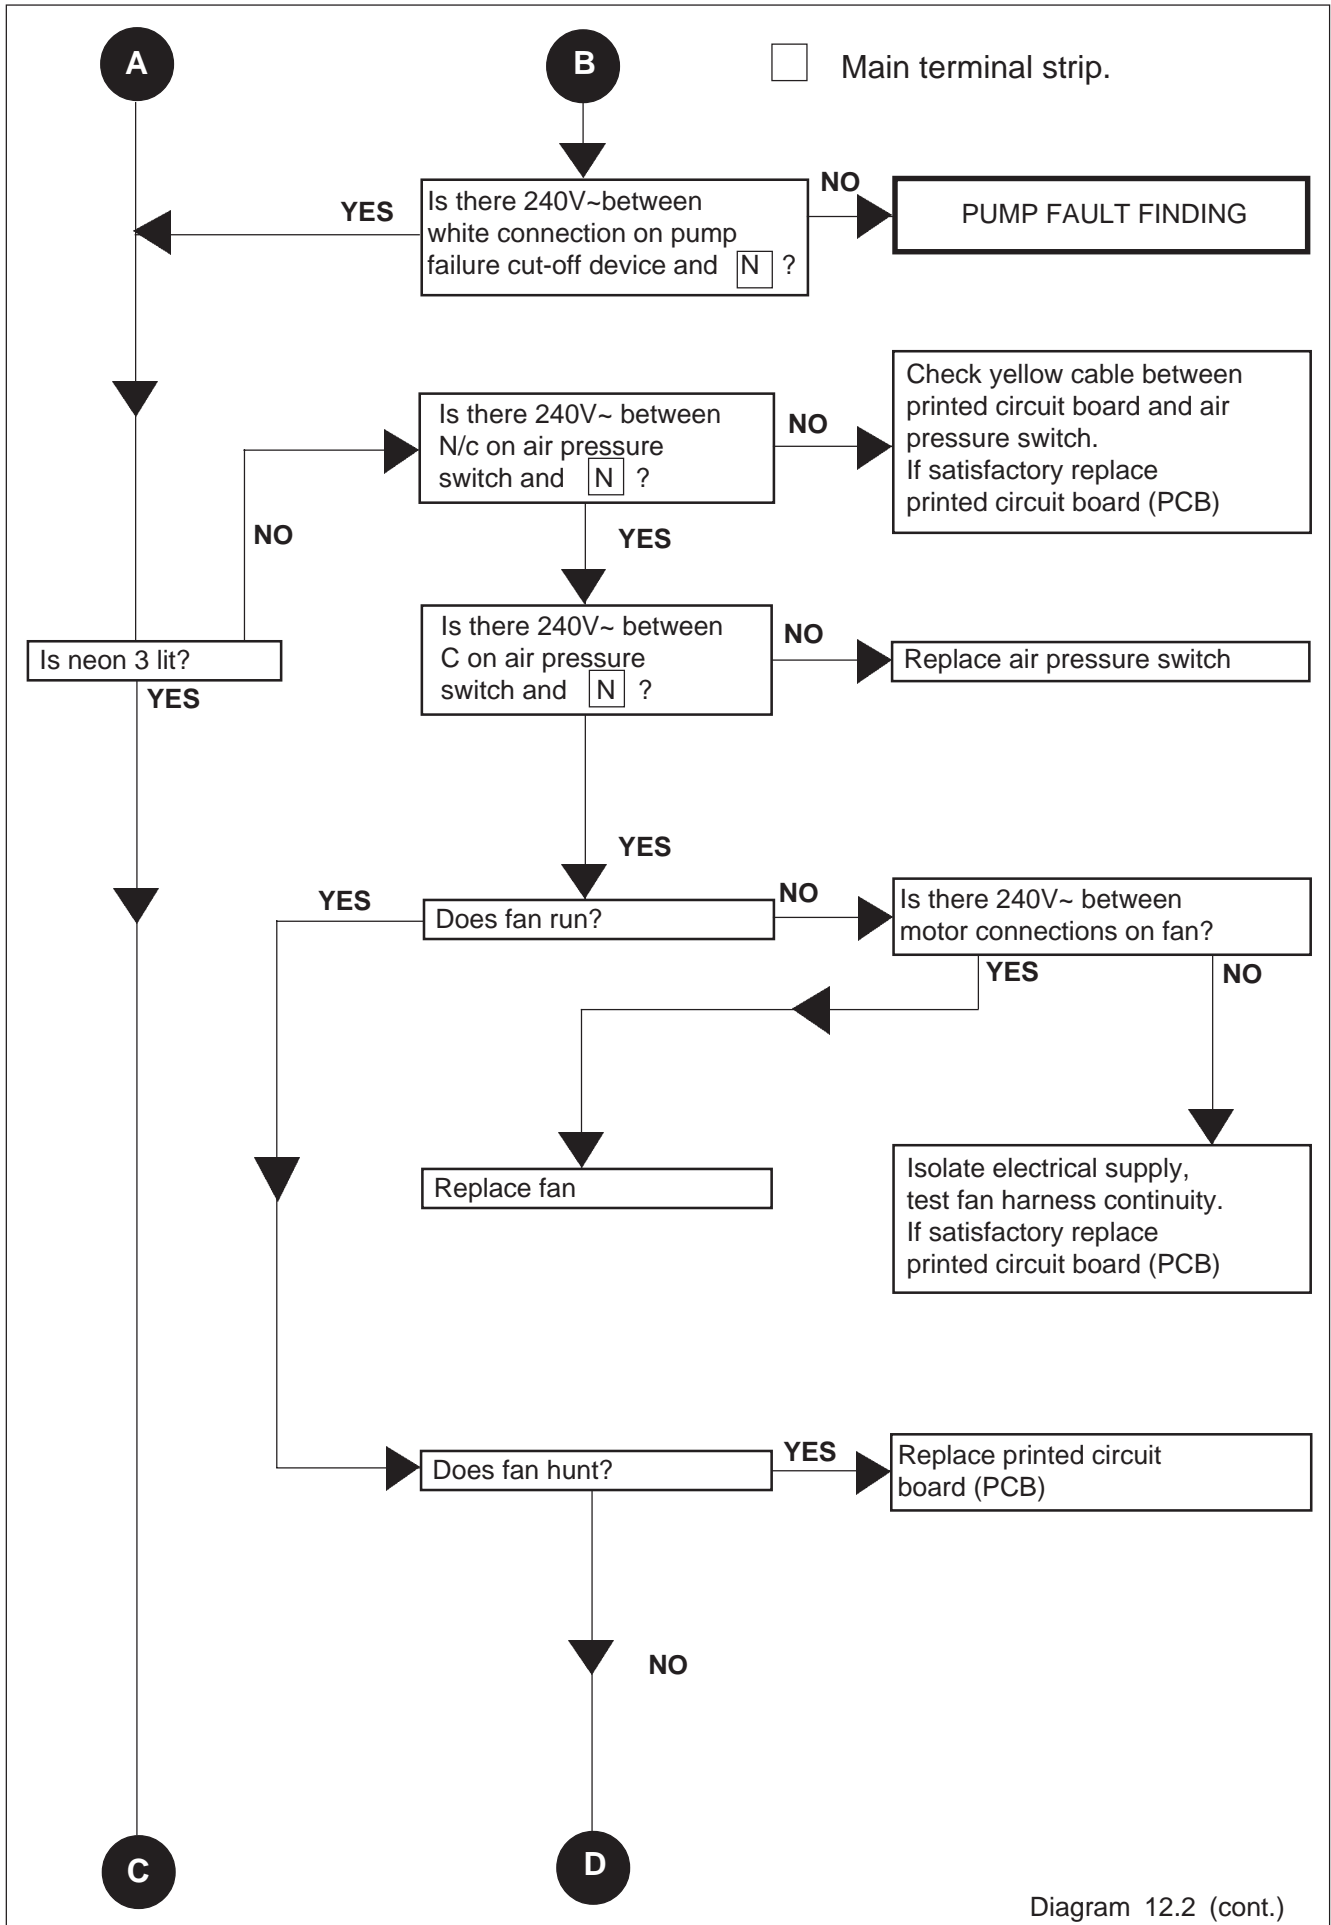 A
B
Main terminal strip.
YES
Is there 240V~between
white connection on pump
failure cut-off device and N ?
NO
PUMP FAULT FINDING
Is there 240V~ between
N/c on air pressure
switch and N ?
NO
Check yellow cable between
printed circuit board and air
pressure switch.
If satisfactory replace
printed circuit board (PCB)
NO
YES
Is neon 3 lit?
YES
Is there 240V~ between
C on air pressure
switch and N ?
NO
Replace air pressure switch
YES
YES
Does fan run?
NO
Is there 240V~ between
motor connections on fan?
YES
NO
Replace fan
Isolate electrical supply,
test fan harness continuity.
If satisfactory replace
printed circuit board (PCB)
Does fan hunt?
YES
Replace printed circuit
board (PCB)
NO
C
D
Diagram 12.2 (cont.)